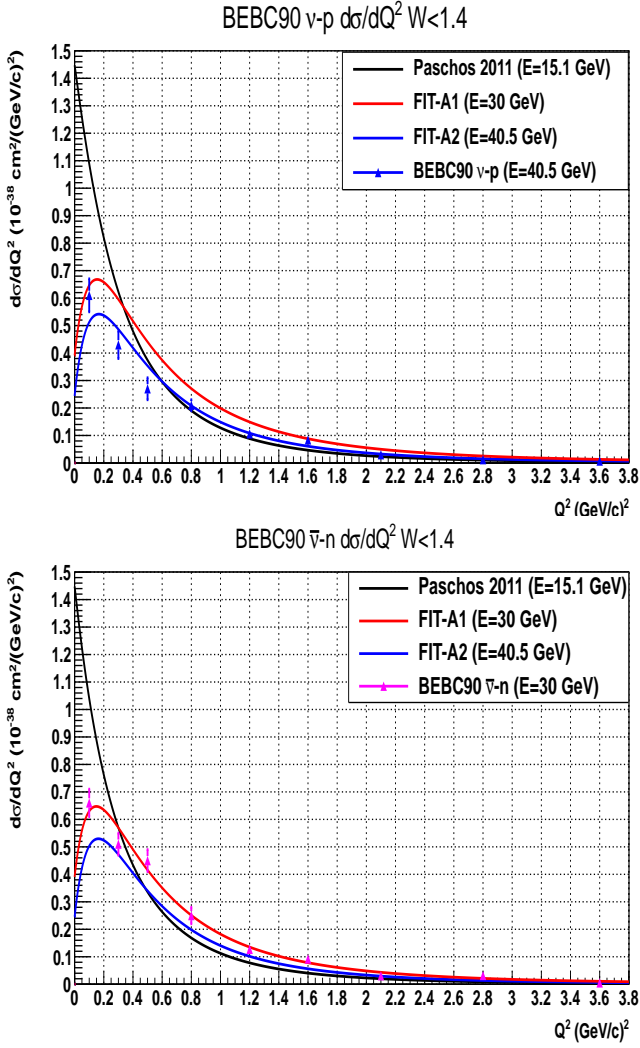 BEBC90 ν-p dσ/dQ² W<1.4
dσ/dQ² (10⁻³⁸ cm²/(GeV/c)²)
1.5
1.4
1.3
1.2
1.1
1
0.9
0.8
0.7
0.6
0.5
0.4
0.3
0.2
0.1
0
Paschos 2011 (E=15.1 GeV)
FIT-A1 (E=30 GeV)
FIT-A2 (E=40.5 GeV)
BEBC90 ν-p (E=40.5 GeV)
0 0.2 0.4 0.6 0.8 1 1.2 1.4 1.6 1.8 2 2.2 2.4 2.6 2.8 3 3.2 3.4 3.6 3.8
Q² (GeV/c)²
BEBC90 ν̅-n dσ/dQ² W<1.4
dσ/dQ² (10⁻³⁸ cm²/(GeV/c)²)
1.5
1.4
1.3
1.2
1.1
1
0.9
0.8
0.7
0.6
0.5
0.4
0.3
0.2
0.1
0
Paschos 2011 (E=15.1 GeV)
FIT-A1 (E=30 GeV)
FIT-A2 (E=40.5 GeV)
BEBC90 ν̅-n (E=30 GeV)
0 0.2 0.4 0.6 0.8 1 1.2 1.4 1.6 1.8 2 2.2 2.4 2.6 2.8 3 3.2 3.4 3.6 3.8
Q² (GeV/c)²